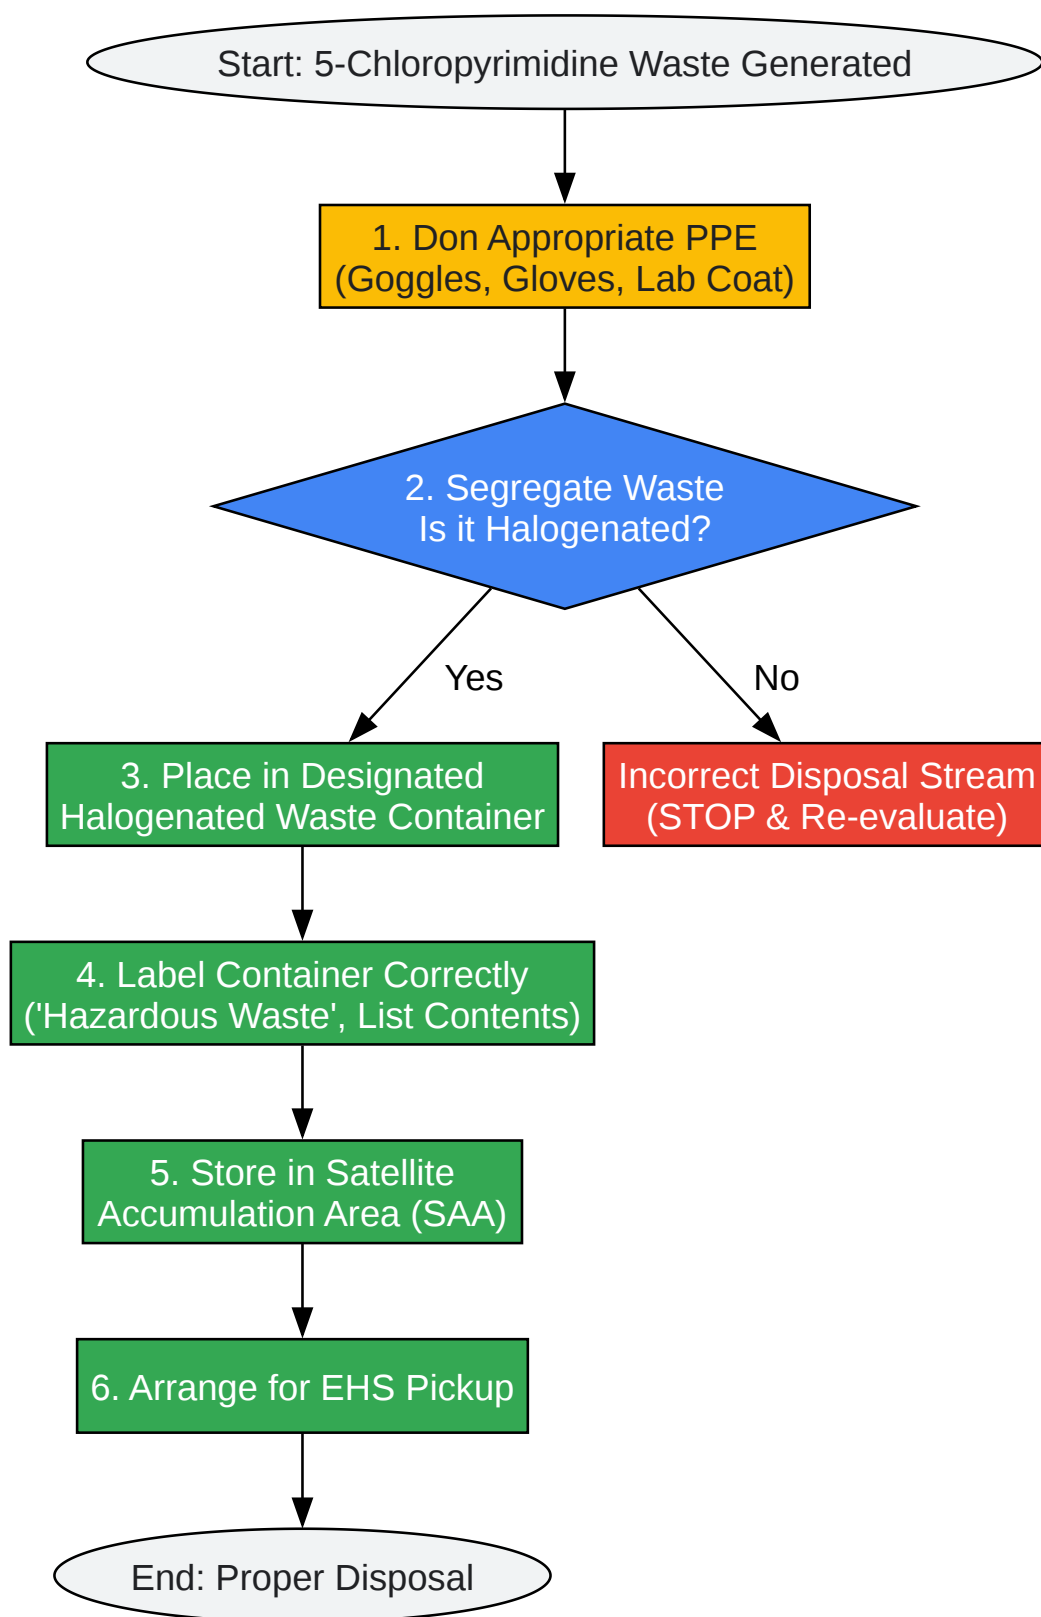 Start: 5-Chloropyrimidine Waste Generated
1. Don Appropriate PPE
(Goggles, Gloves, Lab Coat)
2. Segregate Waste
Is it Halogenated?
Yes
No
3. Place in Designated
Halogenated Waste Container
Incorrect Disposal Stream
(STOP & Re-evaluate)
4. Label Container Correctly
('Hazardous Waste', List Contents)
5. Store in Satellite
Accumulation Area (SAA)
6. Arrange for EHS Pickup
End: Proper Disposal